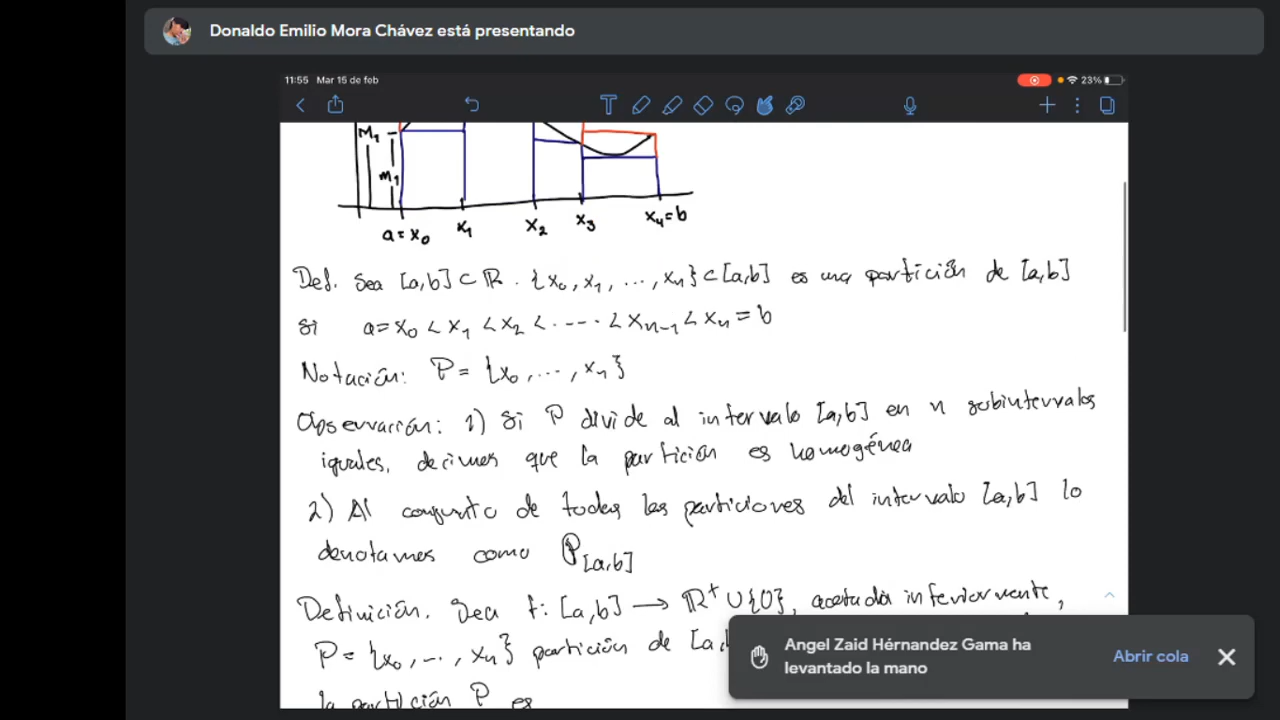 Donaldo Emilio Mora Chávez está presentando
11:55 Mar 15 de feb
23%
M₁
m₁
a=x₀ x₁ x₂ x₃ x₄=b
Def. Sea [a,b] ⊂ ℝ. {x₀, x₁, ..., xₙ} ⊂ [a,b] es una partición de [a,b]
si a=x₀ < x₁ < x₂ < ..... < xₙ₋₁ < xₙ = b
Notación: P = {x₀, ..., xₙ}
Observación: 1) Si P divide al intervalo [a,b] en n subintervalos
iguales, decimos que la partición es homogénea
2) Al conjunto de todas las particiones del intervalo [a,b] lo
denotamos como P[a,b]
Definición. Sea f: [a,b] → ℝ⁺ ∪ {0}, acotada inferiormente,
P = {x₀, ..., xₙ} partición de [a,b
la partición P es
Angel Zaid Hérnandez Gama ha
levantado la mano
Abrir cola